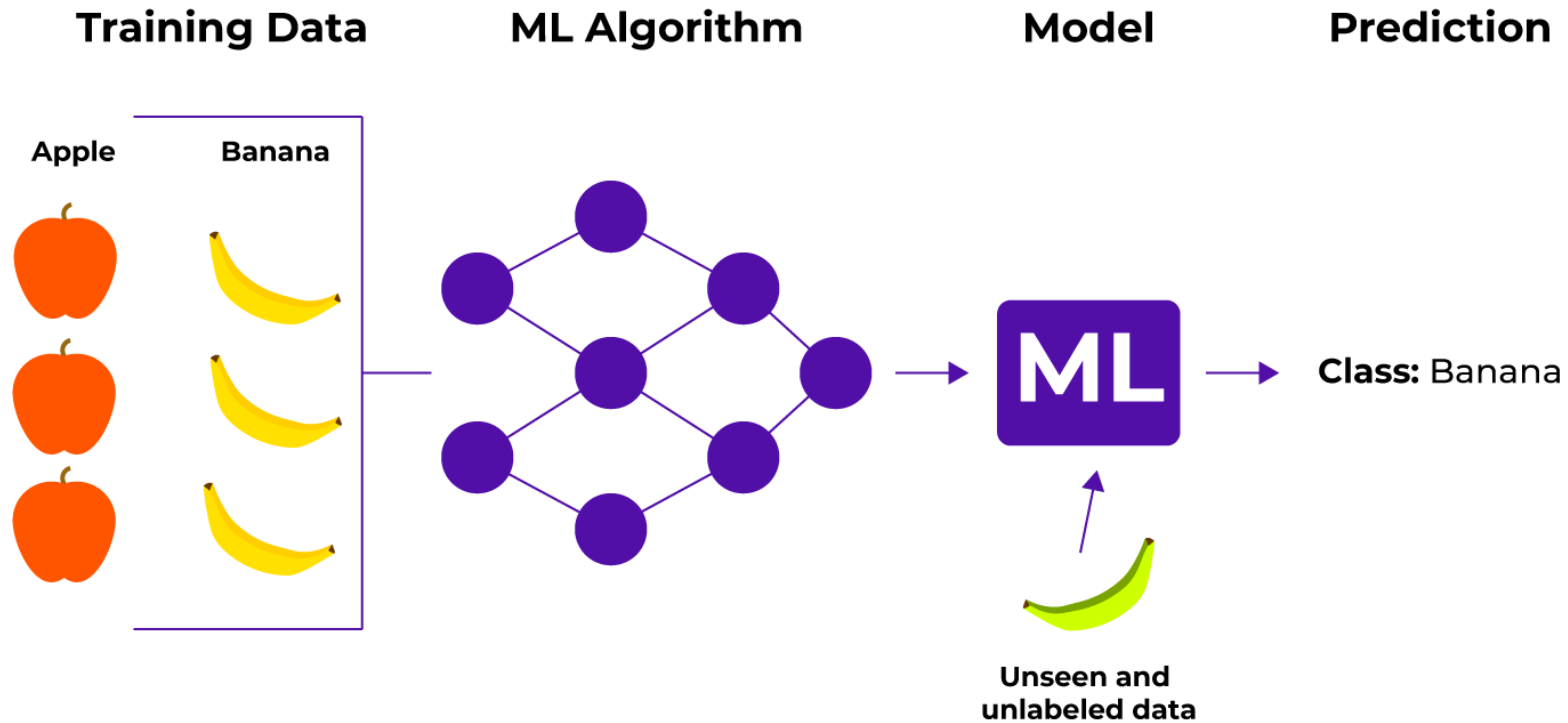 Training Data
ML Algorithm
Model
Prediction
Apple
Banana
ML
Class: Banana
Unseen and
unlabeled data